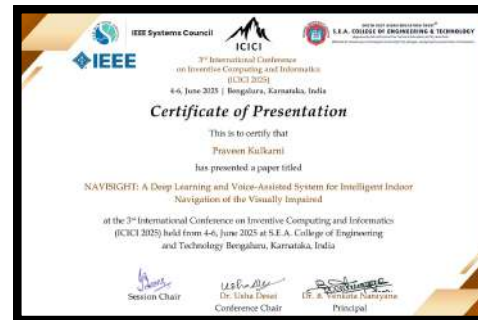 IEEE Systems Council
IEEE
ICICI
S.E.A. COLLEGE OF ENGINEERING & TECHNOLOGY
3rd International Conference
on Inventive Computing and Informatics
(ICICI 2025)
4-6, June 2025 | Bengaluru, Karnataka, India
Certificate of Presentation
This is to certify that
Praveen Kulkarni
has presented a paper titled
NAVISIGHT: A Deep Learning and Voice-Assisted System for Intelligent Indoor
Navigation of the Visually Impaired
at the 3rd International Conference on Inventive Computing and Informatics
(ICICI 2025) held from 4-6, June 2025 at S.E.A. College of Engineering
and Technology Bengaluru, Karnataka, India
Session Chair
Dr. Usha Desai
Conference Chair
Dr. B. Venkata Narayana
Principal